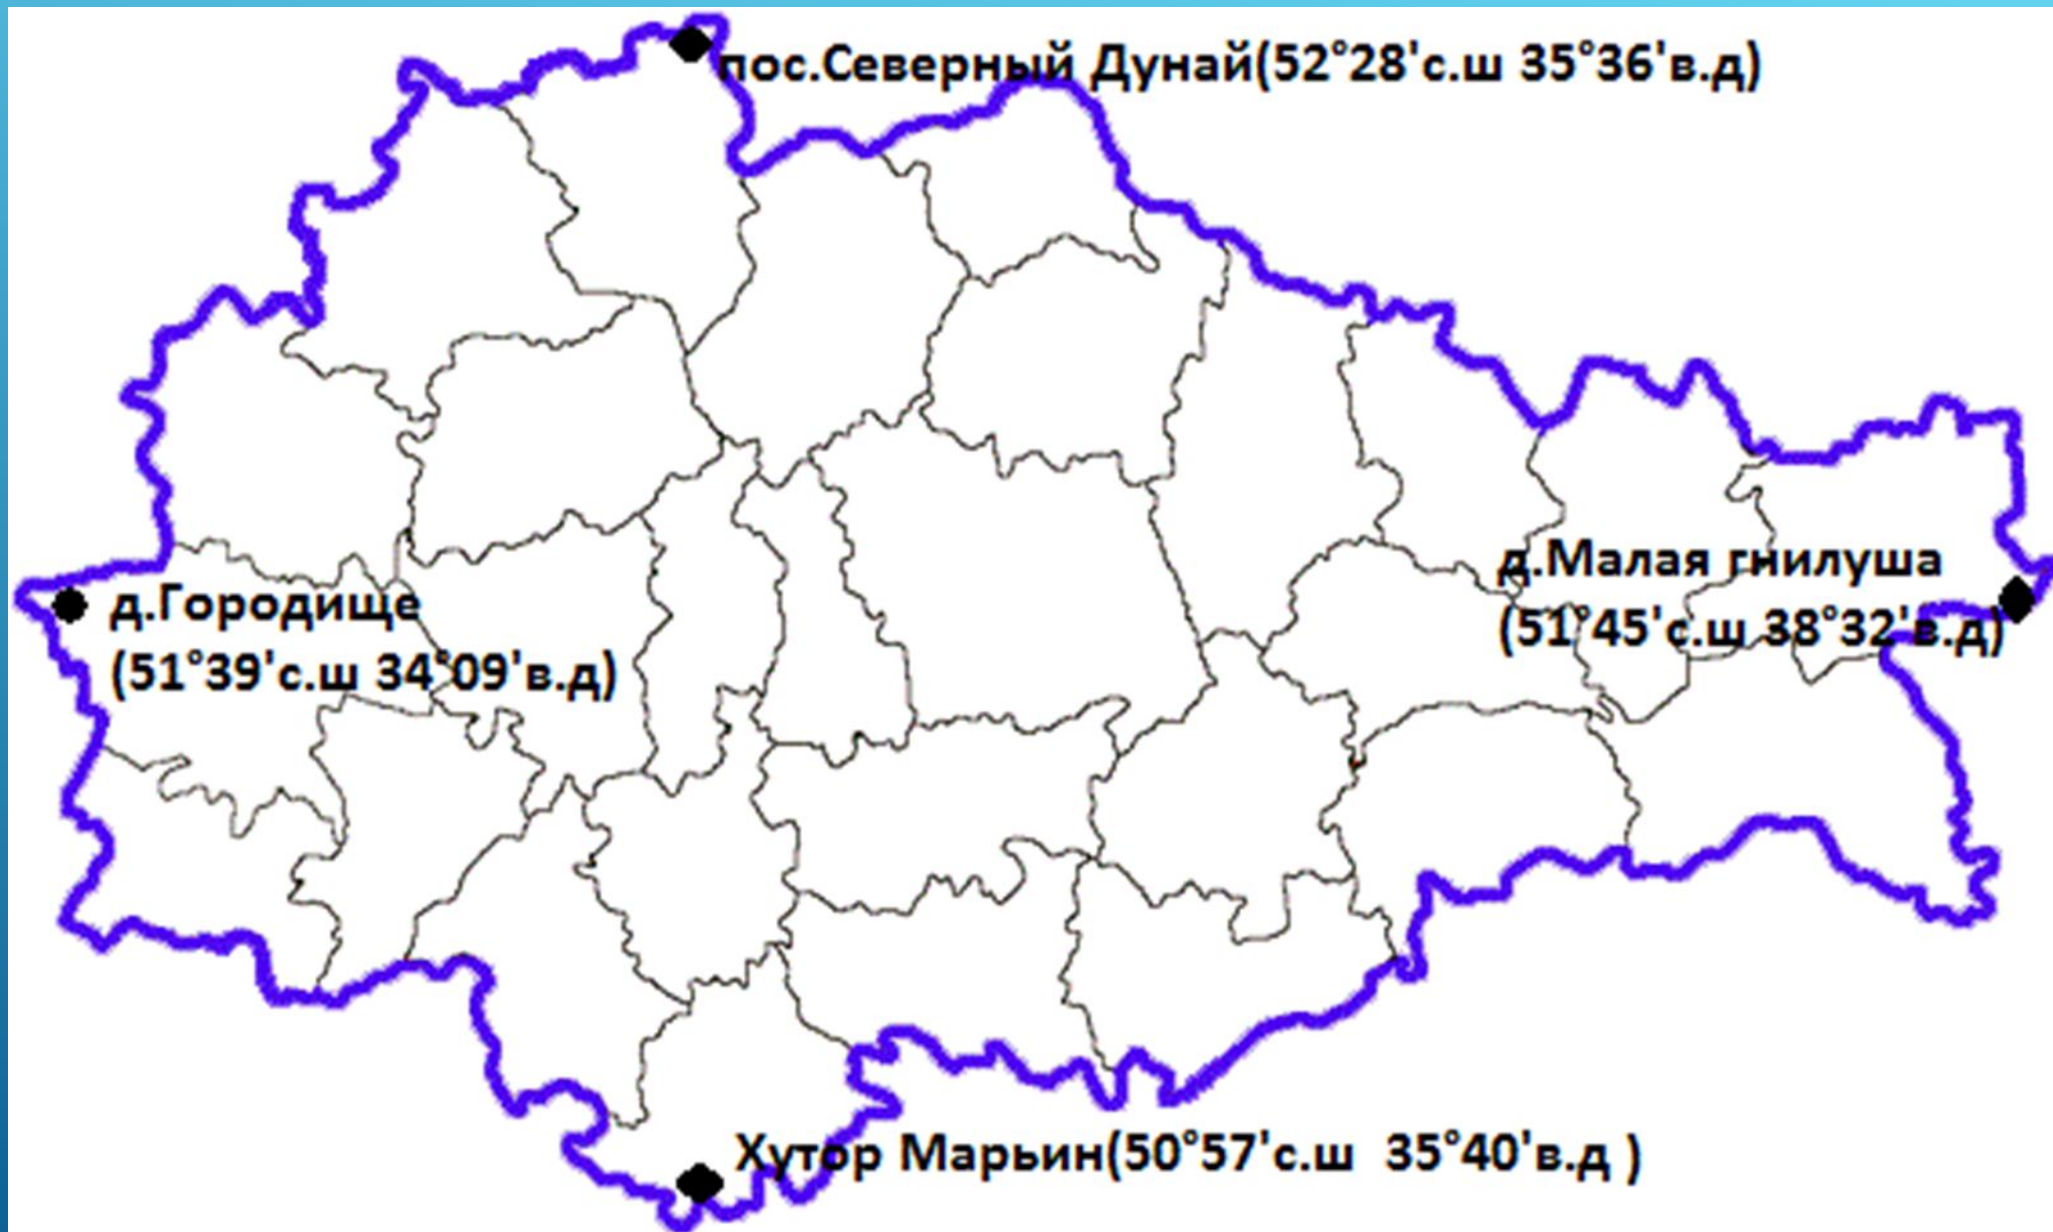 пос.Северный Дунай(52°28'с.ш 35°36'в.д)
д.Малая гнилуша
(51°45'с.ш 38°32'в.д)
д.Городище
(51°39'с.ш 34°09'в.д)
Хутор Марьин(50°57'с.ш 35°40'в.д )